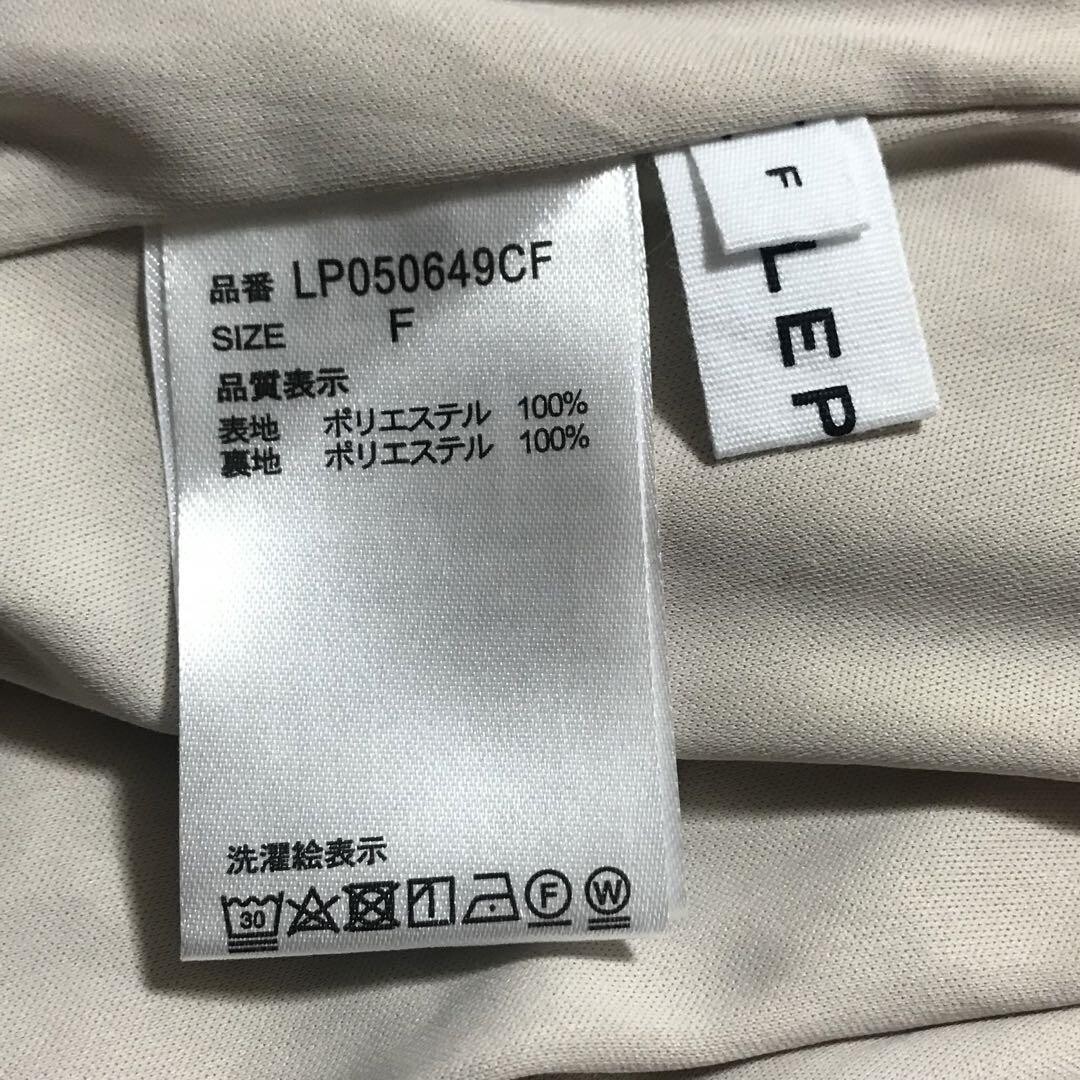 品番 LP050649CF
SIZE F
品質表示
表地 ポリエステル 100%
裏地 ポリエステル 100%
洗濯絵表示
30 F W
F
LEP